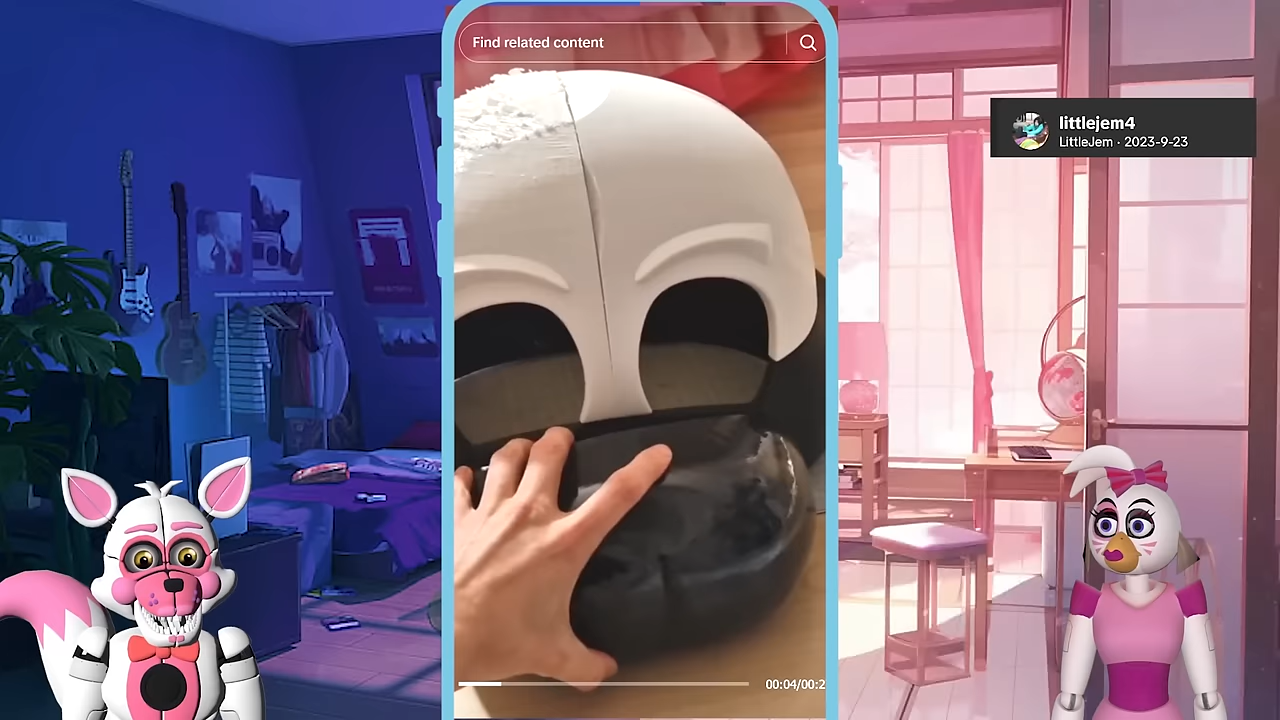 Find related content
littlejem4
LittleJem · 2023-9-23
00:04/00:2